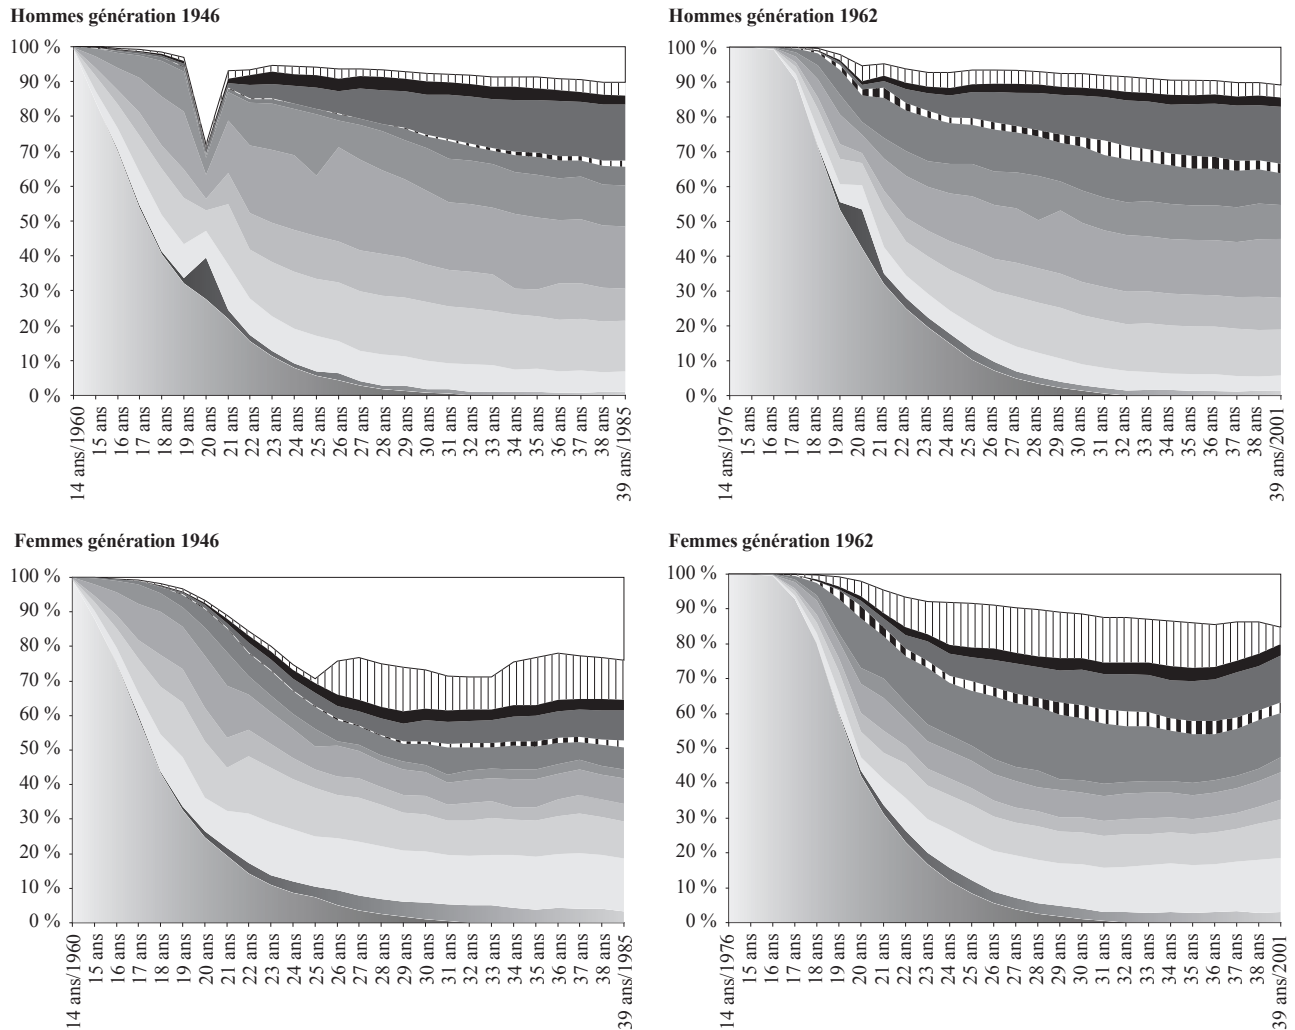 Hommes génération 1946
100 %
90 %
80 %
70 %
60 %
50 %
40 %
30 %
20 %
10 %
0 %
14 ans/1960
15 ans
16 ans
17 ans
18 ans
19 ans
20 ans
21 ans
22 ans
23 ans
24 ans
25 ans
26 ans
27 ans
28 ans
29 ans
30 ans
31 ans
32 ans
33 ans
34 ans
35 ans
36 ans
37 ans
38 ans
39 ans/1985
Hommes génération 1962
100 %
90 %
80 %
70 %
60 %
50 %
40 %
30 %
20 %
10 %
0 %
14 ans/1976
15 ans
16 ans
17 ans
18 ans
19 ans
20 ans
21 ans
22 ans
23 ans
24 ans
25 ans
26 ans
27 ans
28 ans
29 ans
30 ans
31 ans
32 ans
33 ans
34 ans
35 ans
36 ans
37 ans
38 ans
39 ans/2001
Femmes génération 1946
100 %
90 %
80 %
70 %
60 %
50 %
40 %
30 %
20 %
10 %
0 %
14 ans/1960
15 ans
16 ans
17 ans
18 ans
19 ans
20 ans
21 ans
22 ans
23 ans
24 ans
25 ans
26 ans
27 ans
28 ans
29 ans
30 ans
31 ans
32 ans
33 ans
34 ans
35 ans
36 ans
37 ans
38 ans
39 ans/1985
Femmes génération 1962
100 %
90 %
80 %
70 %
60 %
50 %
40 %
30 %
20 %
10 %
0 %
14 ans/1976
15 ans
16 ans
17 ans
18 ans
19 ans
20 ans
21 ans
22 ans
23 ans
24 ans
25 ans
26 ans
27 ans
28 ans
29 ans
30 ans
31 ans
32 ans
33 ans
34 ans
35 ans
36 ans
37 ans
38 ans
39 ans/2001